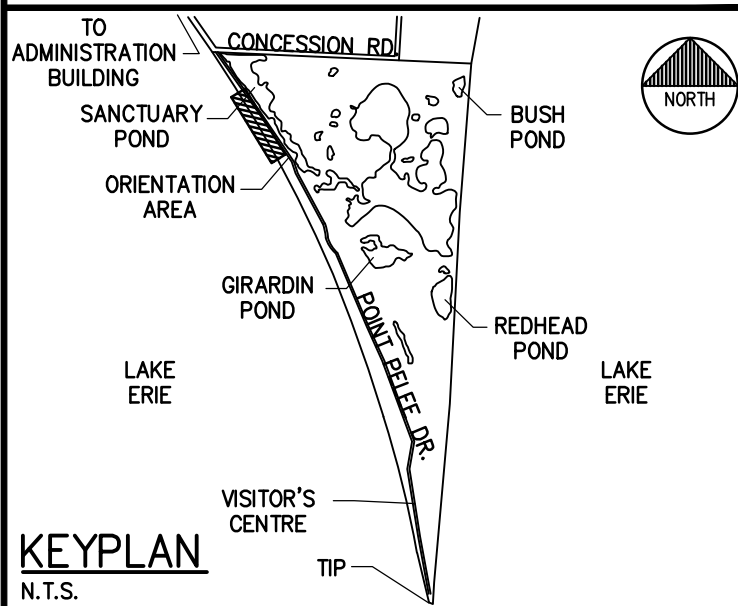 TO
ADMINISTRATION
BUILDING
CONCESSION RD.
NORTH
SANCTUARY
POND
BUSH
POND
ORIENTATION
AREA
GIRARDIN
POND
POINT PELEE DR.
REDHEAD
POND
LAKE
ERIE
LAKE
ERIE
VISITOR'S
CENTRE
KEYPLAN
N.T.S.
TIP